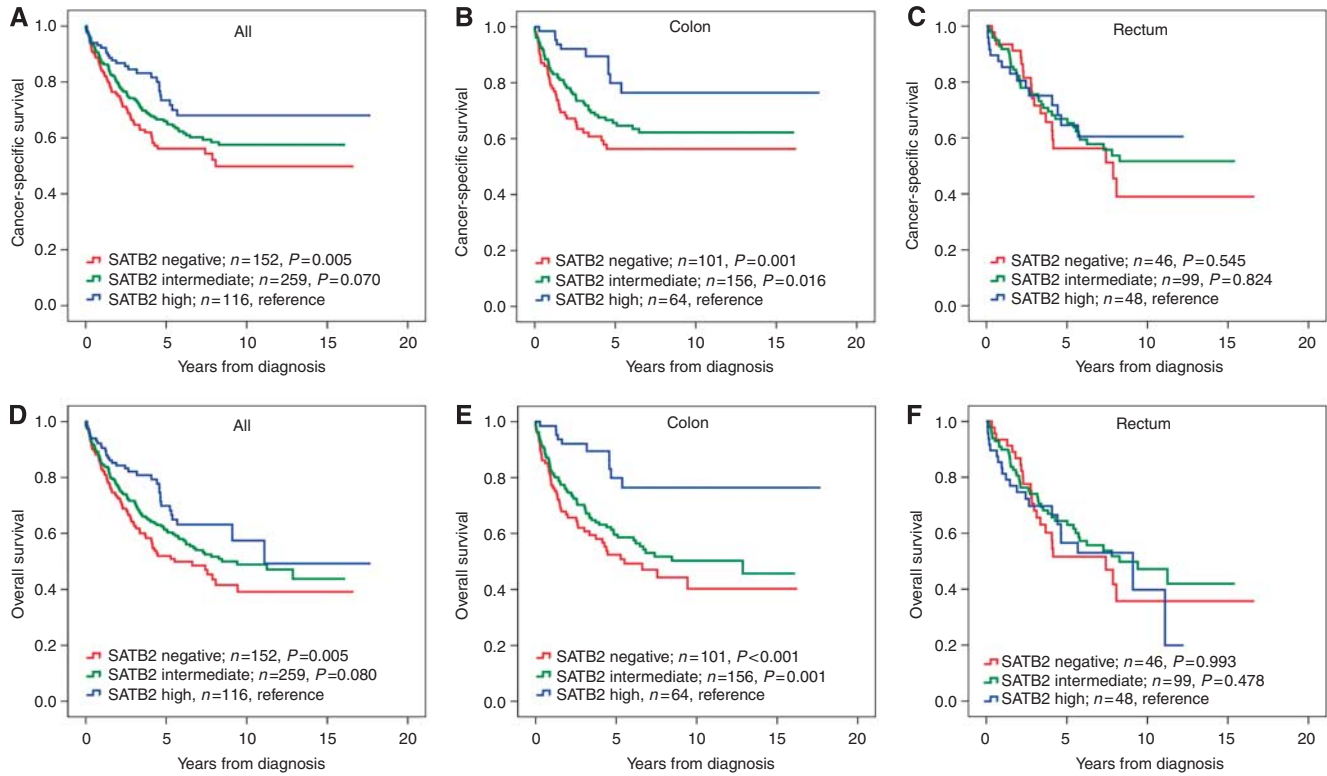 A
All
Cancer-specific survival
1.0
0.8
0.6
0.4
0.2
0.0
SATB2 negative; n=152, P=0.005
SATB2 intermediate; n=259, P=0.070
SATB2 high; n=116, reference
0 5 10 15 20
Years from diagnosis
B
Colon
Cancer-specific survival
1.0
0.8
0.6
0.4
0.2
0.0
SATB2 negative; n=101, P=0.001
SATB2 intermediate; n=156, P=0.016
SATB2 high; n=64, reference
0 5 10 15 20
Years from diagnosis
C
Rectum
Cancer-specific survival
1.0
0.8
0.6
0.4
0.2
0.0
SATB2 negative; n=46, P=0.545
SATB2 intermediate; n=99, P=0.824
SATB2 high; n=48, reference
0 5 10 15 20
Years from diagnosis
D
All
Overall survival
1.0
0.8
0.6
0.4
0.2
0.0
SATB2 negative; n=152, P=0.005
SATB2 intermediate; n=259, P=0.080
SATB2 high, n=116, reference
0 5 10 15 20
Years from diagnosis
E
Colon
Overall survival
1.0
0.8
0.6
0.4
0.2
0.0
SATB2 negative; n=101, P<0.001
SATB2 intermediate; n=156, P=0.001
SATB2 high, n=64, reference
0 5 10 15 20
Years from diagnosis
F
Rectum
Overall survival
1.0
0.8
0.6
0.4
0.2
0.0
SATB2 negative; n=46, P=0.993
SATB2 intermediate; n=99, P=0.478
SATB2 high; n=48, reference
0 5 10 15 20
Years from diagnosis